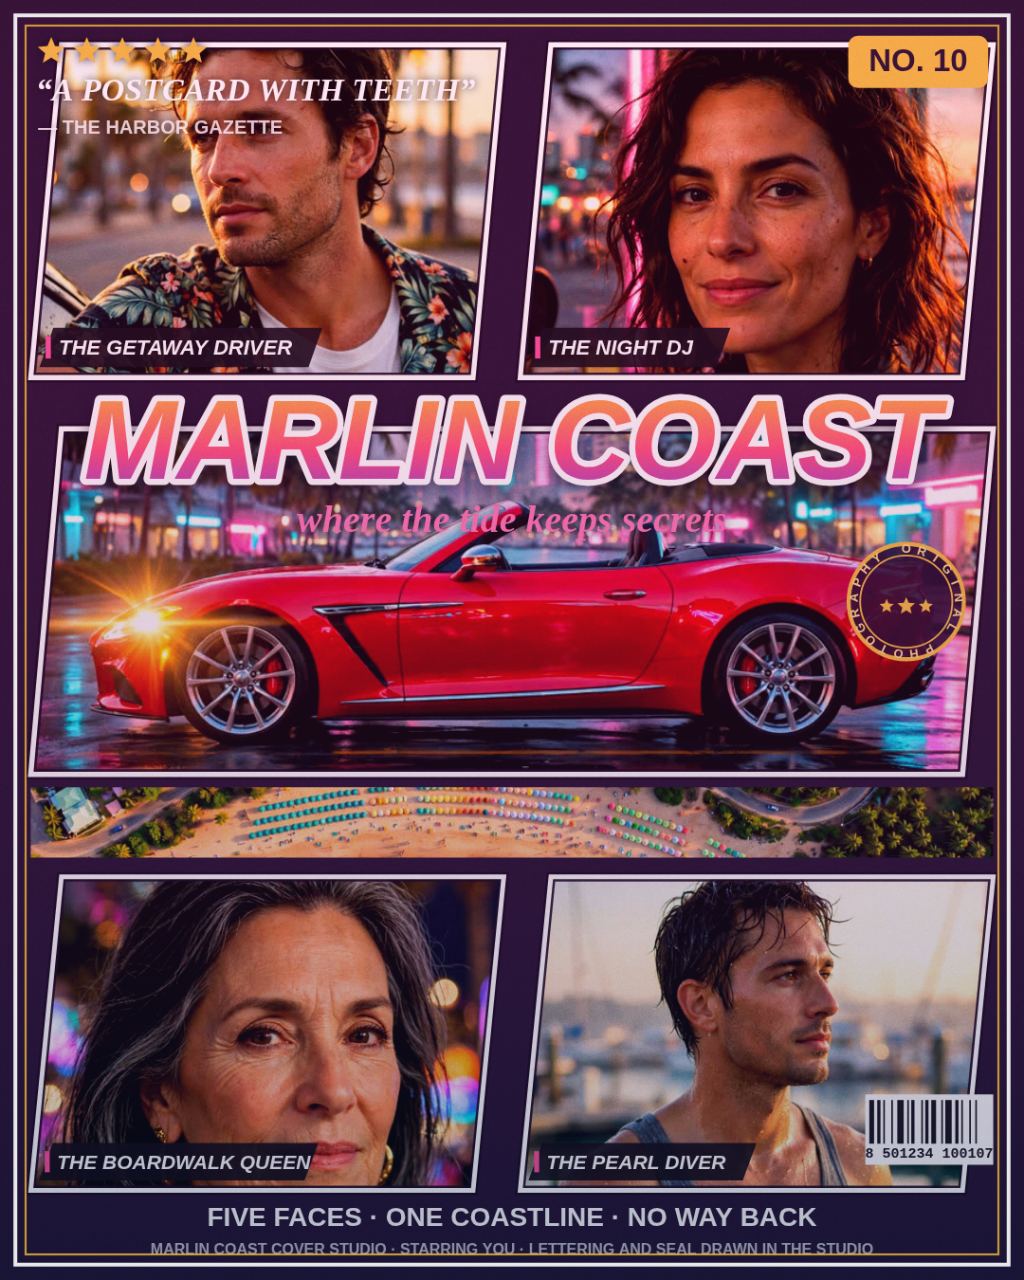 “A POSTCARD WITH TEETH”
— THE HARBOR GAZETTE
NO. 10
THE GETAWAY DRIVER
THE NIGHT DJ
MARLIN COAST
where the tide keeps secrets
ORIGINAL PHOTOGRAPHY
THE BOARDWALK QUEEN
THE PEARL DIVER
8 501234 100107
FIVE FACES · ONE COASTLINE · NO WAY BACK
MARLIN COAST COVER STUDIO · STARRING YOU · LETTERING AND SEAL DRAWN IN THE STUDIO